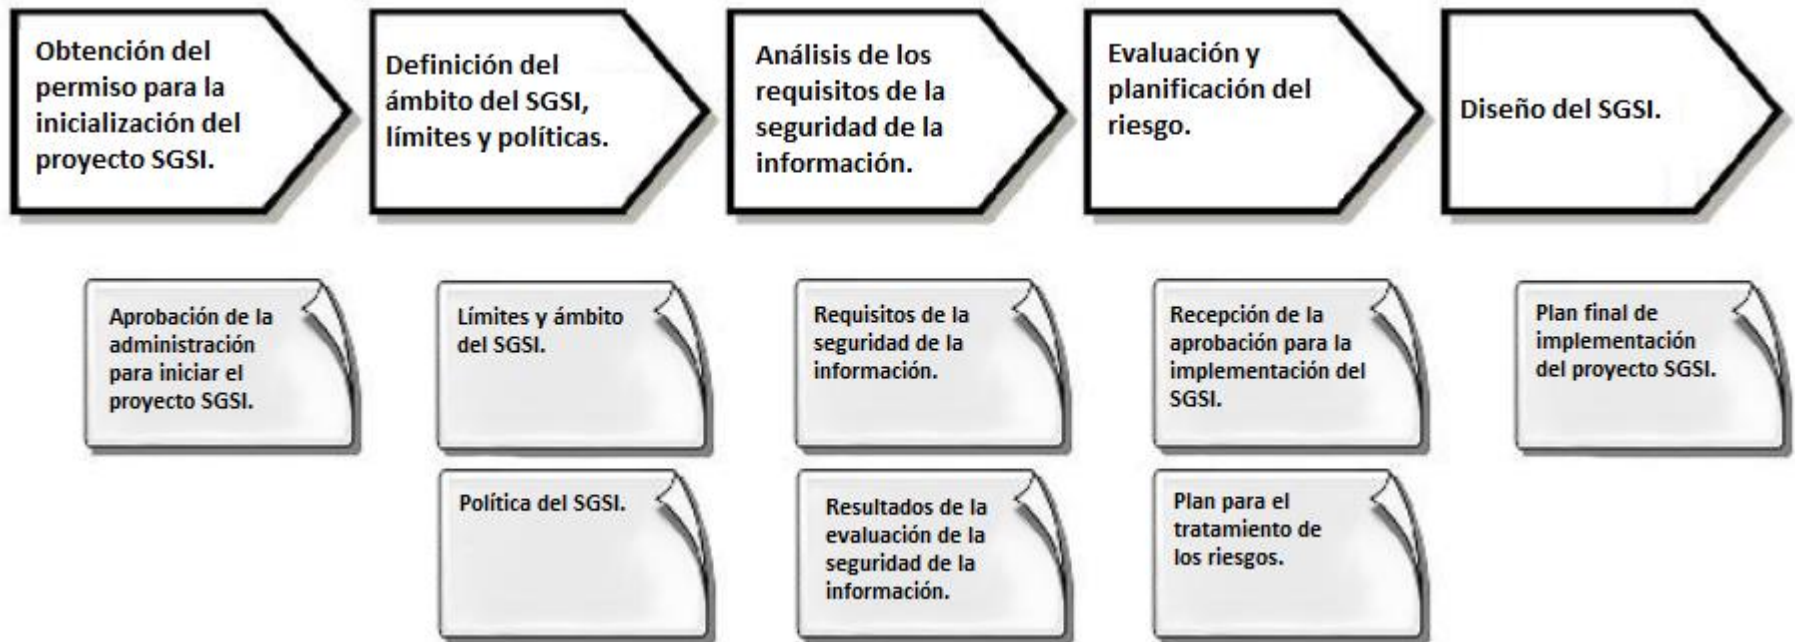 Obtención del
permiso para la
inicialización del
proyecto SGSI.
Definición del
ámbito del SGSI,
límites y políticas.
Análisis de los
requisitos de la
seguridad de la
información.
Evaluación y
planificación del
riesgo.
Diseño del SGSI.
Aprobación de la
administración
para iniciar el
proyecto SGSI.
Límites y ámbito
del SGSI.
Requisitos de la
seguridad de la
información.
Recepción de la
aprobación para la
implementación del
SGSI.
Plan final de
implementación
del proyecto SGSI.
Política del SGSI.
Resultados de la
evaluación de la
seguridad de la
información.
Plan para el
tratamiento de
los riesgos.